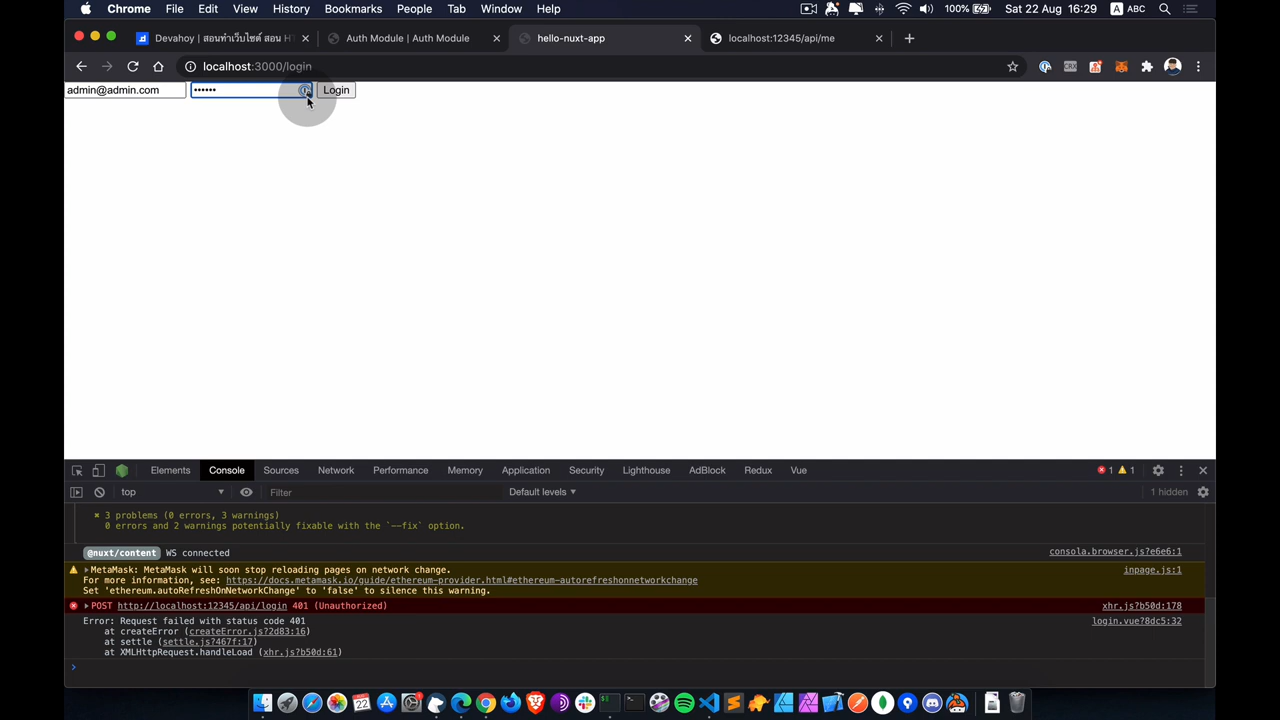 Chrome File Edit View History Bookmarks People Tab Window Help 100% Sat 22 Aug 16:29 A ABC
Devahoy | สอนทำเว็บไซต์ สอน HT Auth Module | Auth Module hello-nuxt-app localhost:12345/api/me
localhost:3000/login
admin@admin.com •••••• Login
Elements Console Sources Network Performance Memory Application Security Lighthouse AdBlock Redux Vue 1 1
top Filter Default levels 1 hidden
✖ 3 problems (0 errors, 3 warnings)
0 errors and 2 warnings potentially fixable with the `--fix` option.
@nuxt/content WS connected consola.browser.js?e6e6:1
MetaMask: MetaMask will soon stop reloading pages on network change. inpage.js:1
For more information, see: https://docs.metamask.io/guide/ethereum-provider.html#ethereum-autorefreshonnetworkchange
Set 'ethereum.autoRefreshOnNetworkChange' to 'false' to silence this warning.
POST http://localhost:12345/api/login 401 (Unauthorized) xhr.js?b50d:178
Error: Request failed with status code 401 login.vue?8dc5:32
at createError (createError.js?2d83:16)
at settle (settle.js?467f:17)
at XMLHttpRequest.handleLoad (xhr.js?b50d:61)